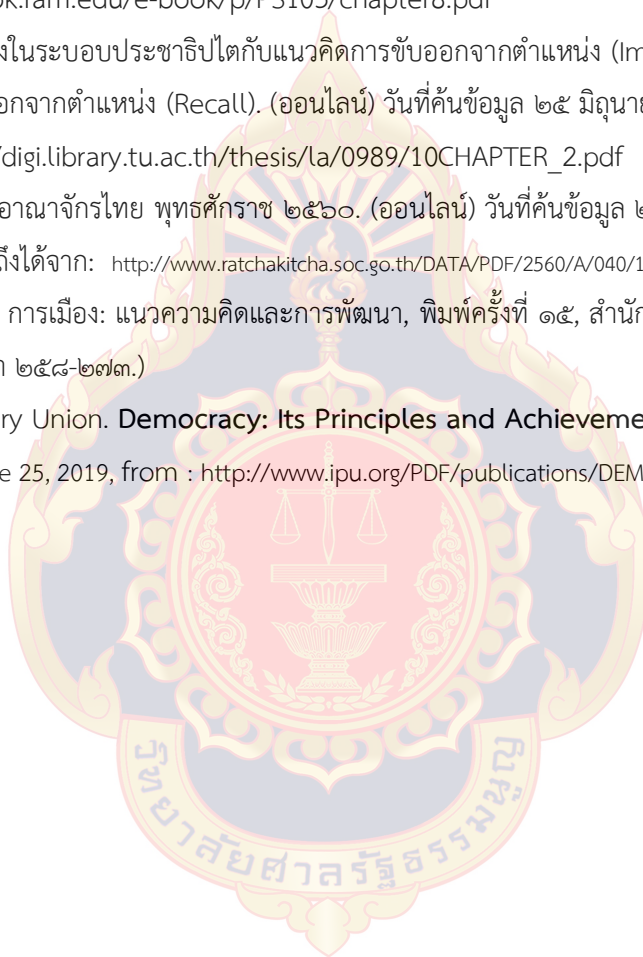 ok.ram.edu/e-book/p/PS103/chapter8.pdf
งในระบอบประชาธิปไตกับแนวคิดการขับออกจากตำแหน่ง (Im
อกจากตำแหน่ง (Recall). (ออนไลน์) วันที่ค้นข้อมูล ๒๕ มิถุนาย
/digi.library.tu.ac.th/thesis/la/0989/10CHAPTER_2.pdf
อาณาจักรไทย พุทธศักราช ๒๕๖๐. (ออนไลน์) วันที่ค้นข้อมูล ๒
ถึงได้จาก: http://www.ratchakitcha.soc.go.th/DATA/PDF/2560/A/040/1
การเมือง: แนวความคิดและการพัฒนา, พิมพ์ครั้งที่ ๑๕, สำนัก
๒๕๘-๒๗๓.)
ry Union. Democracy: Its Principles and Achieveme
e 25, 2019, from : http://www.ipu.org/PDF/publications/DEM
วิทยาลัยศาลรัฐธรรมนูญ